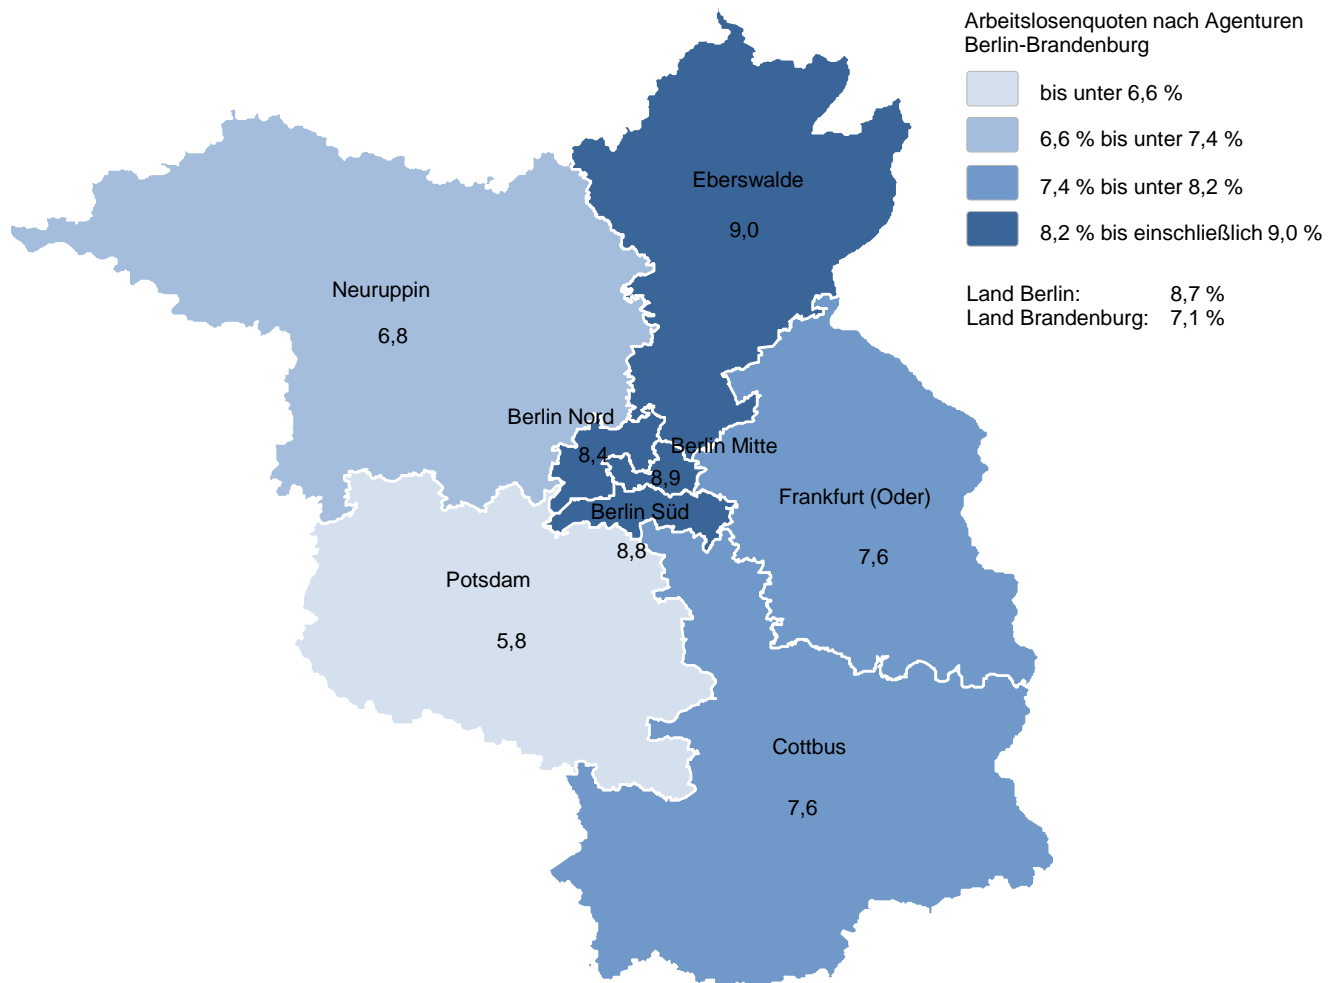 Arbeitslosenquoten nach Agenturen
Berlin-Brandenburg
bis unter 6,6 %
6,6 % bis unter 7,4 %
7,4 % bis unter 8,2 %
8,2 % bis einschließlich 9,0 %
Land Berlin: 8,7 %
Land Brandenburg: 7,1 %
Eberswalde
9,0
Neuruppin
6,8
Berlin Nord
8,4
Berlin Mitte
8,9
Berlin Süd
8,8
Frankfurt (Oder)
7,6
Potsdam
5,8
Cottbus
7,6